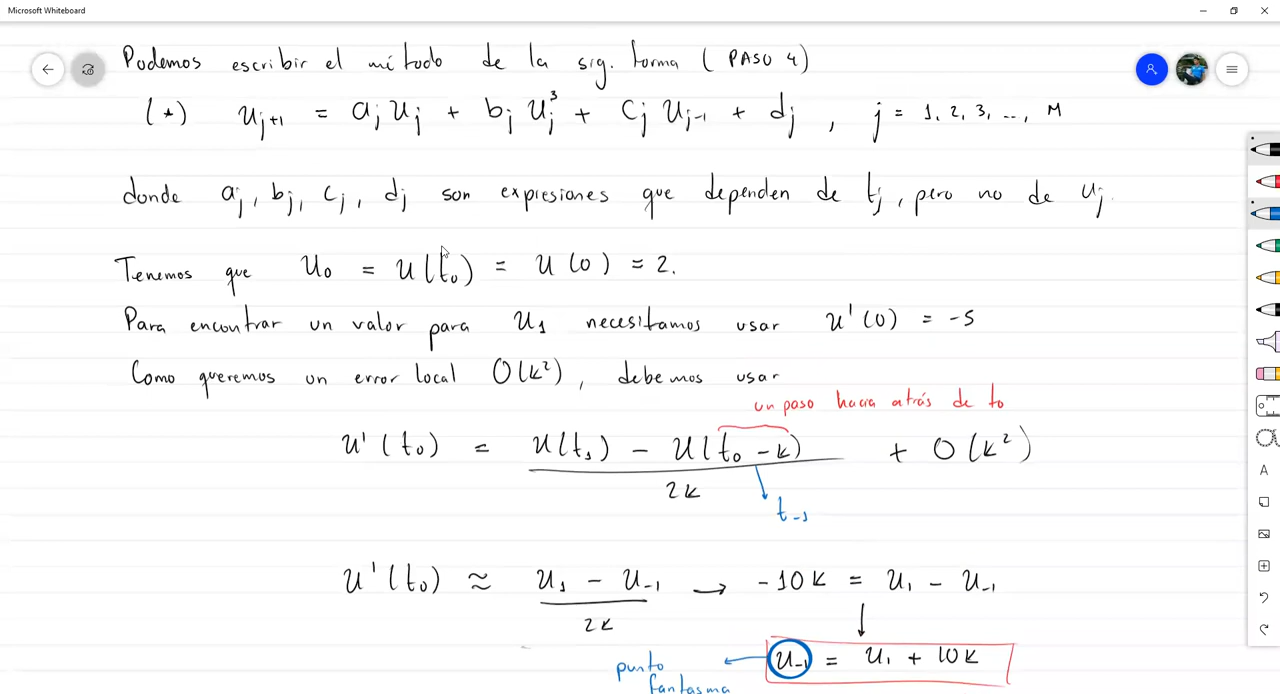 Microsoft Whiteboard
Podemos escribir el método de la sig. forma (PASO 4)
(*) u_{j+1} = a_j u_j + b_j u_j^3 + c_j u_{j-1} + d_j , j = 1, 2, 3, ..., M
donde a_j, b_j, c_j, d_j son expresiones que dependen de t_j, pero no de u_j.
Tenemos que u_0 = u(t_0) = u(0) = 2.
Para encontrar un valor para u_1 necesitamos usar u'(0) = -5
Como queremos un error local O(k^2), debemos usar
un paso hacia atrás de t_0
u'(t_0) = (u(t_1) - u(t_0 - k)) / 2k + O(k^2)
t_{-1}
u'(t_0) ≈ (u_1 - u_{-1}) / 2k → -10k = u_1 - u_{-1}
u_{-1} = u_1 + 10k
punto
fantasma